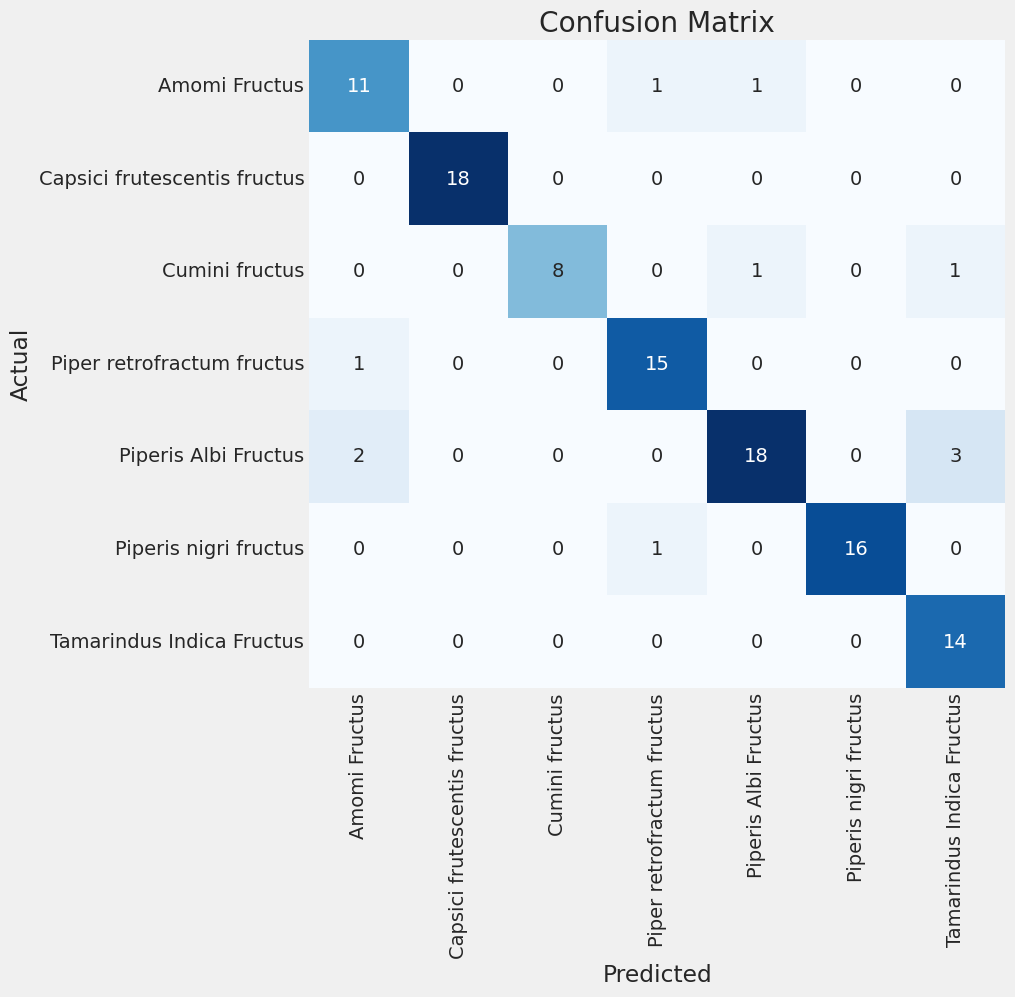 Confusion Matrix
Amomi Fructus 11 0 0 1 1 0 0
Capsici frutescentis fructus 0 18 0 0 0 0 0
Cumini fructus 0 0 8 0 1 0 1
Piper retrofractum fructus 1 0 0 15 0 0 0
Piperis Albi Fructus 2 0 0 0 18 0 3
Piperis nigri fructus 0 0 0 1 0 16 0
Tamarindus Indica Fructus 0 0 0 0 0 0 14
Actual
Amomi Fructus
Capsici frutescentis fructus
Cumini fructus
Piper retrofractum fructus
Piperis Albi Fructus
Piperis nigri fructus
Tamarindus Indica Fructus
Predicted